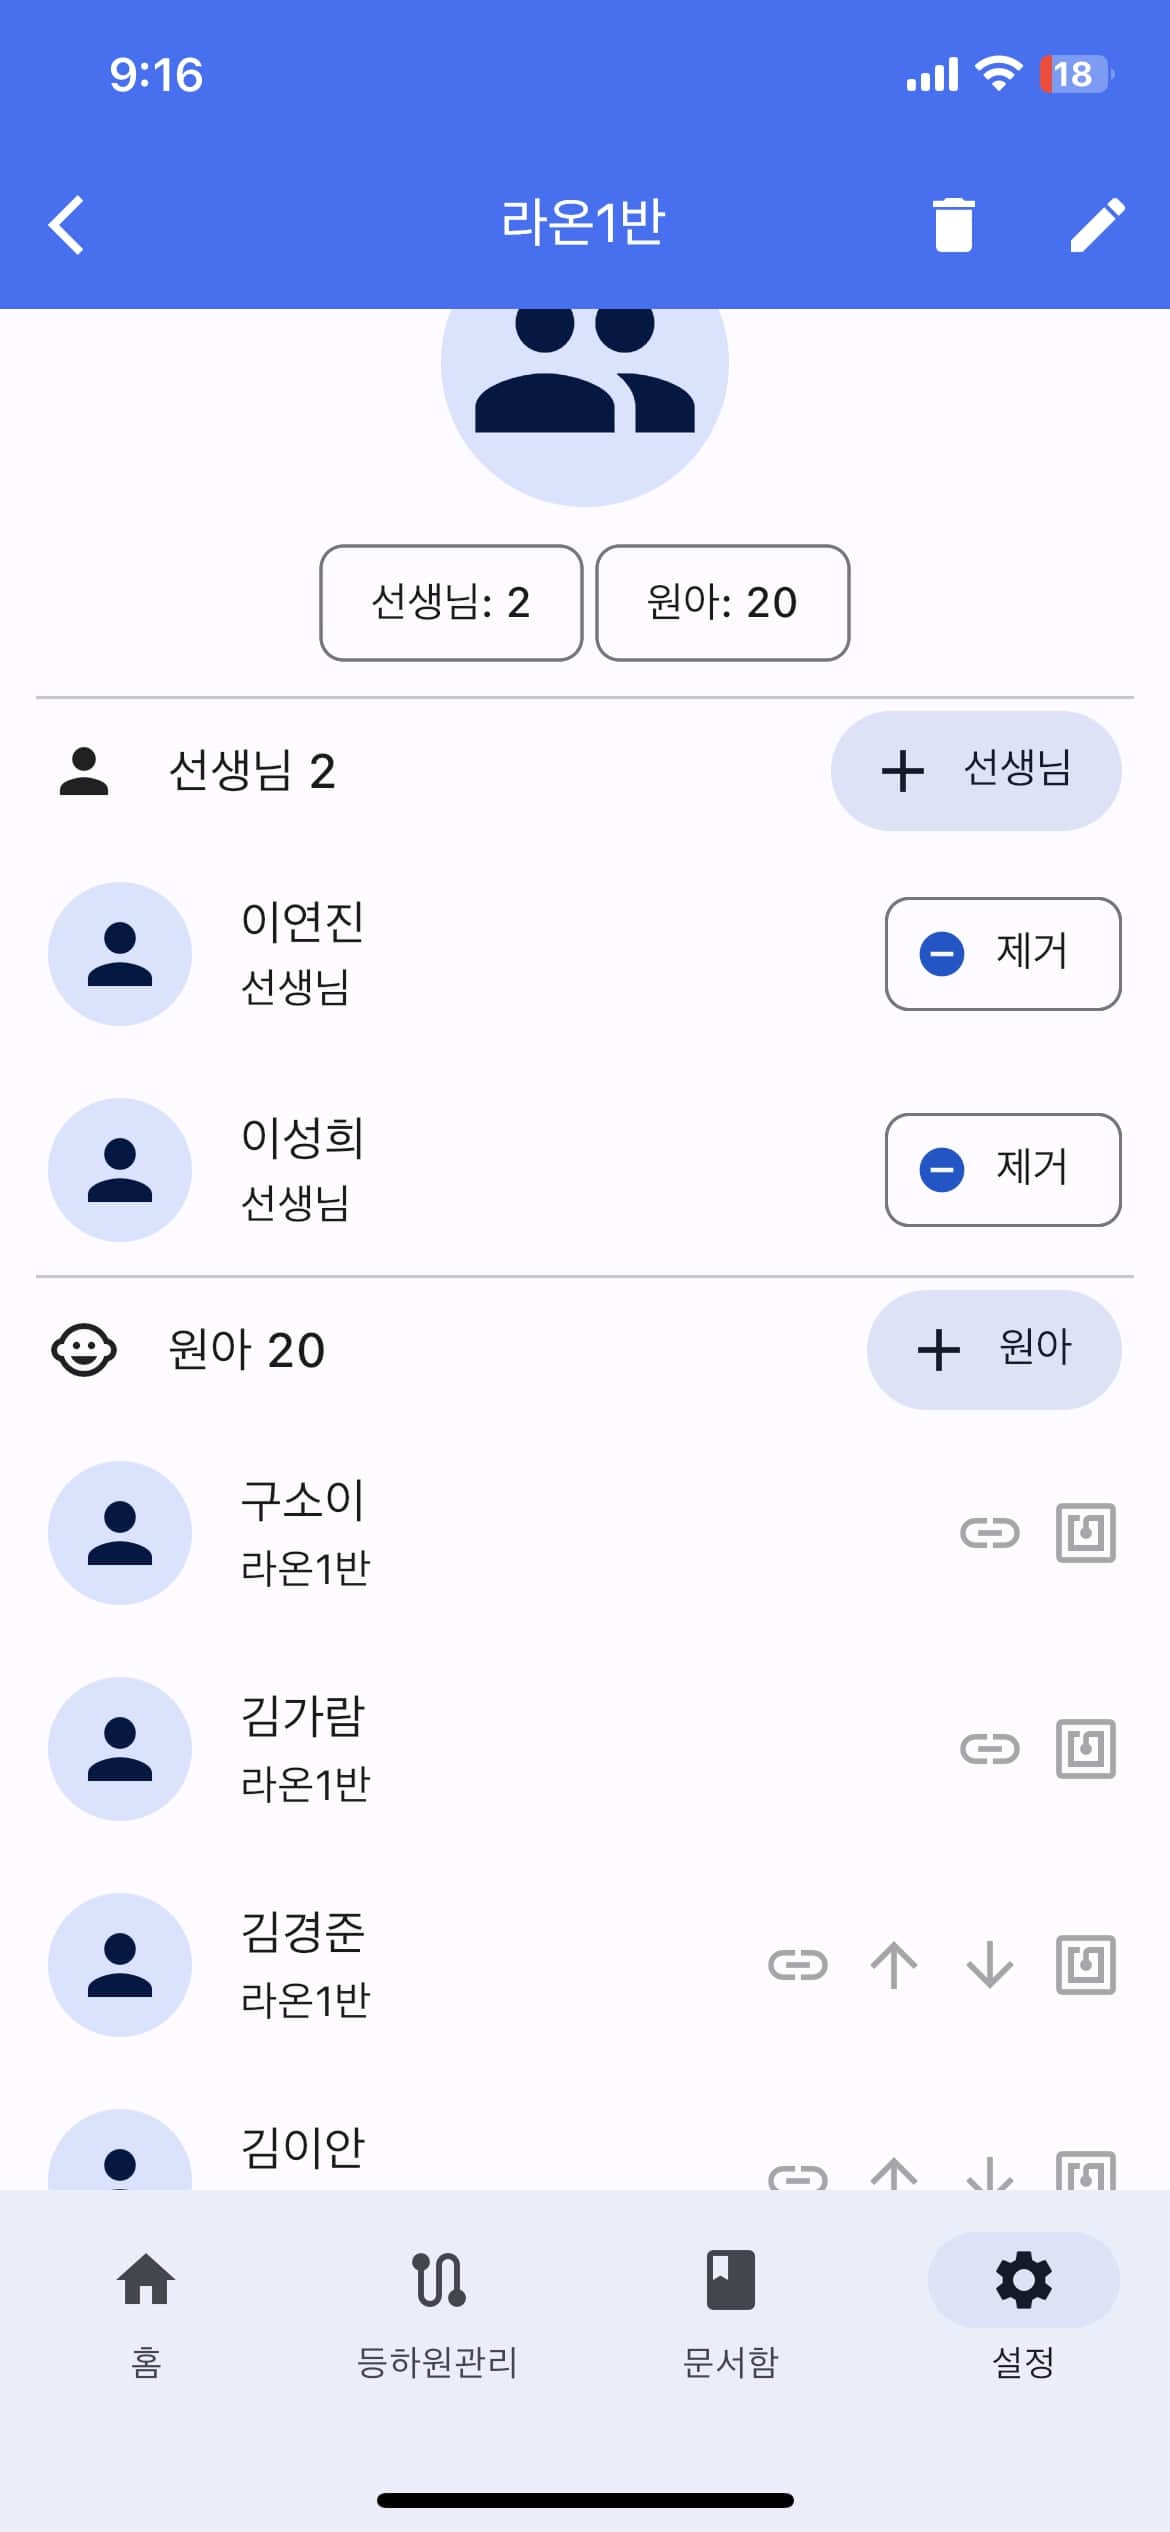 9:16
18
라온1반
선생님: 2
원아: 20
선생님 2
선생님
이연진
선생님
제거
이성희
선생님
제거
원아 20
원아
구소이
라온1반
김가람
라온1반
김경준
라온1반
김이안
홈
등하원관리
문서함
설정